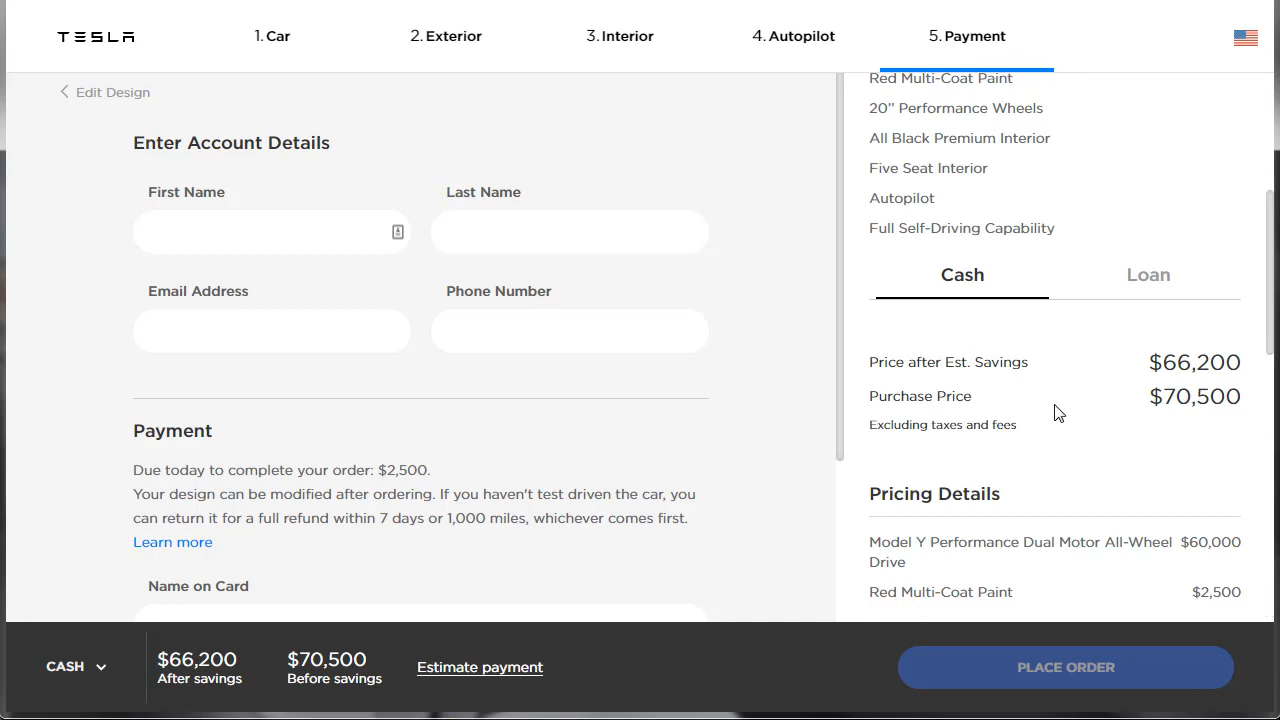 TESLA
1. Car
2. Exterior
3. Interior
4. Autopilot
5. Payment
Edit Design
Enter Account Details
First Name
Last Name
Email Address
Phone Number
Payment
Due today to complete your order: $2,500.
Your design can be modified after ordering. If you haven't test driven the car, you
can return it for a full refund within 7 days or 1,000 miles, whichever comes first.
Learn more
Name on Card
Red Multi-Coat Paint
20’’ Performance Wheels
All Black Premium Interior
Five Seat Interior
Autopilot
Full Self-Driving Capability
Cash
Loan
Price after Est. Savings $66,200
Purchase Price $70,500
Excluding taxes and fees
Pricing Details
Model Y Performance Dual Motor All-Wheel $60,000
Drive
Red Multi-Coat Paint $2,500
CASH
$66,200
After savings
$70,500
Before savings
Estimate payment
PLACE ORDER